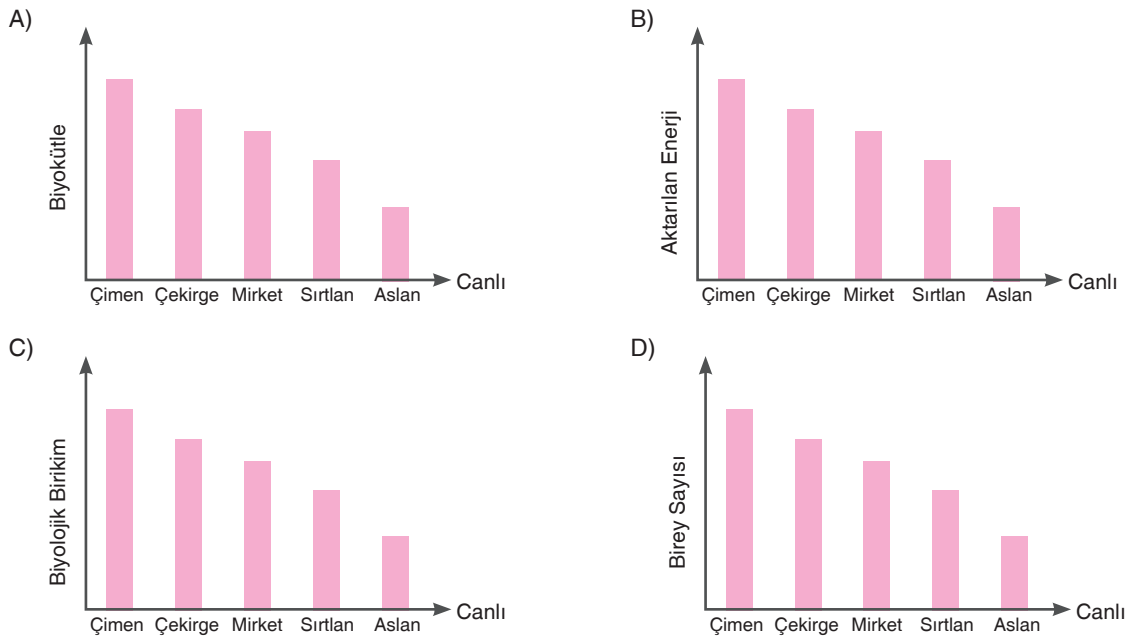 A)
Biyokütle
Canlı
Çimen Çekirge Mirket Sırtlan Aslan
B)
Aktarılan Enerji
Canlı
Çimen Çekirge Mirket Sırtlan Aslan
C)
Biyolojik Birikim
Canlı
Çimen Çekirge Mirket Sırtlan Aslan
D)
Birey Sayısı
Canlı
Çimen Çekirge Mirket Sırtlan Aslan